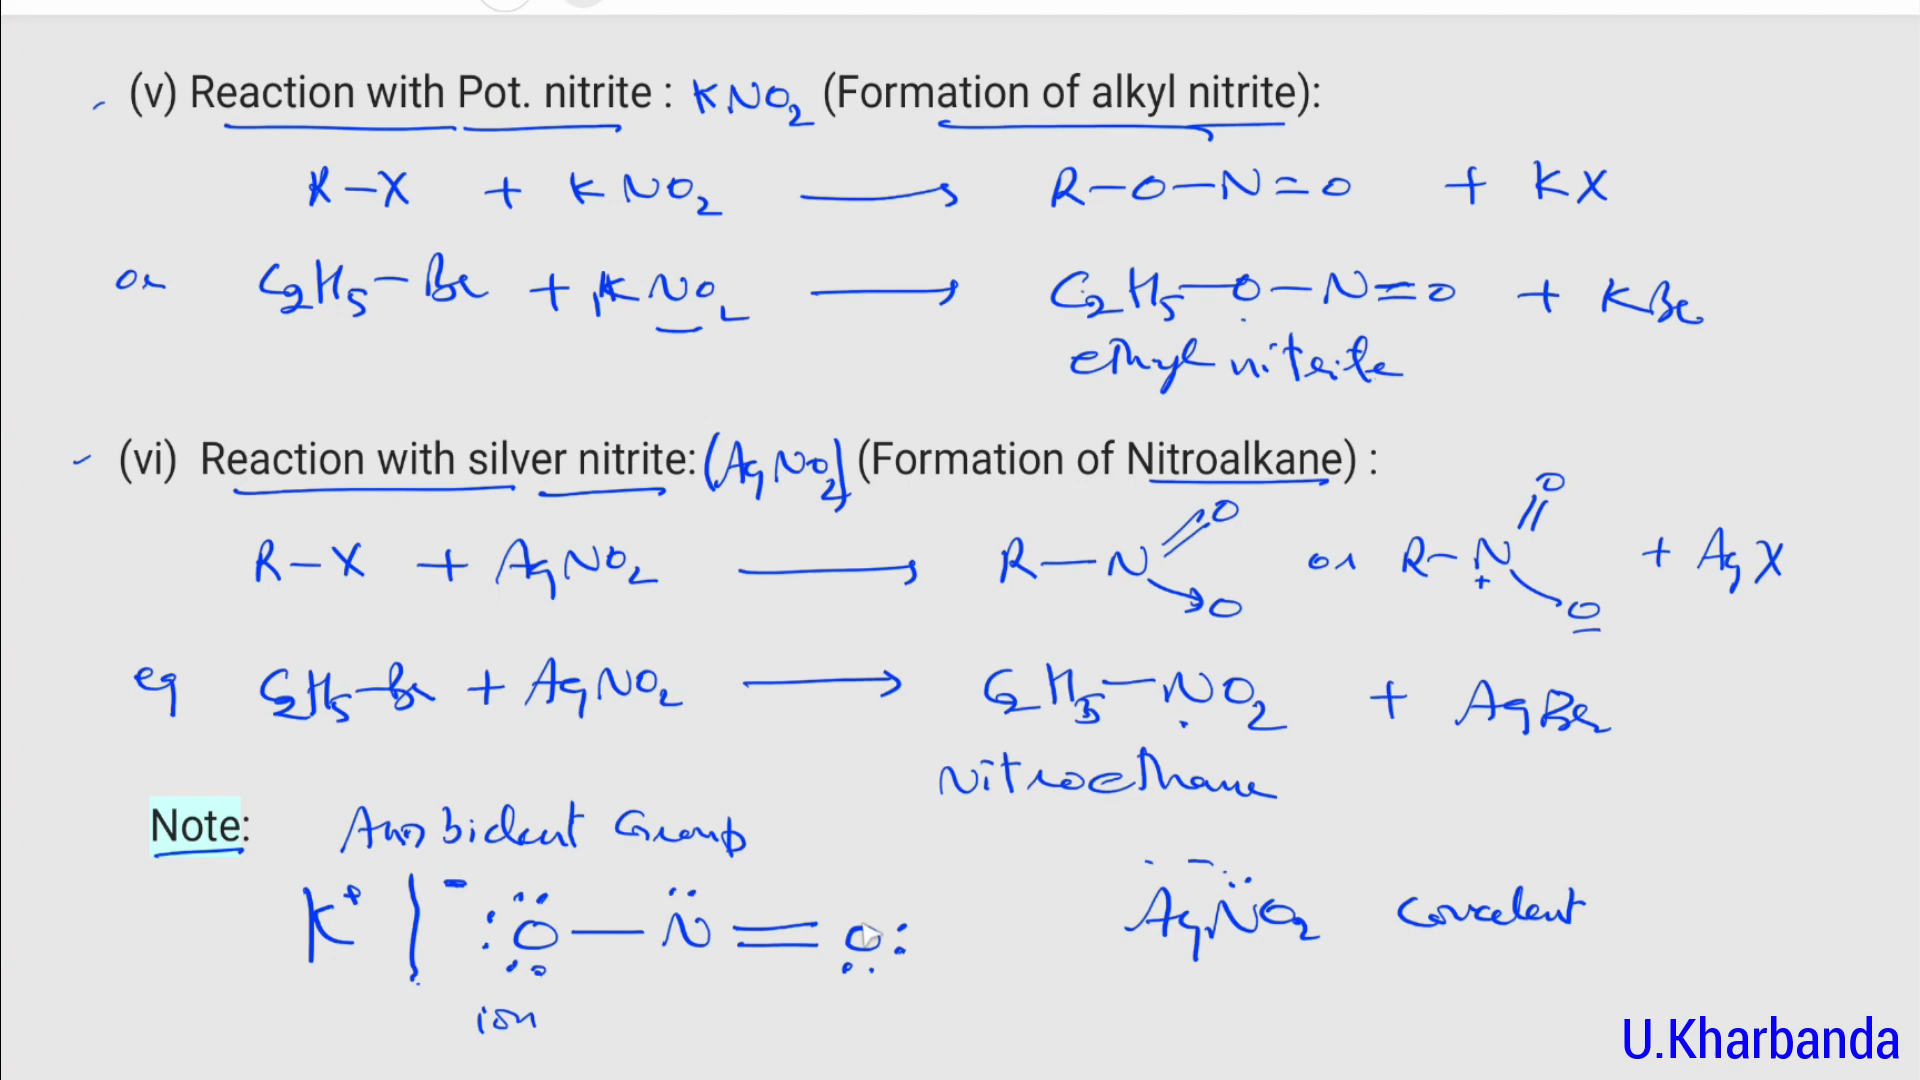 (v) Reaction with Pot. nitrite : KNO2 (Formation of alkyl nitrite):
R-X + KNO2 ⟶ R-O-N=O + KX
or C2H5-Br + KNO2 ⟶ C2H5-O-N=O + KBr
ethyl nitrite
(vi) Reaction with silver nitrite: (AgNO2) (Formation of Nitroalkane) :
R-X + AgNO2 ⟶ R-N(=O)→O or R-N+(=O)-O- + AgX
eg C2H5-Br + AgNO2 ⟶ C2H5-NO2 + AgBr
Nitroethane
Note: Ambident Group
K+ | - :Ö-N̈=O: AgNO2 Covalent
ion
U.Kharbanda